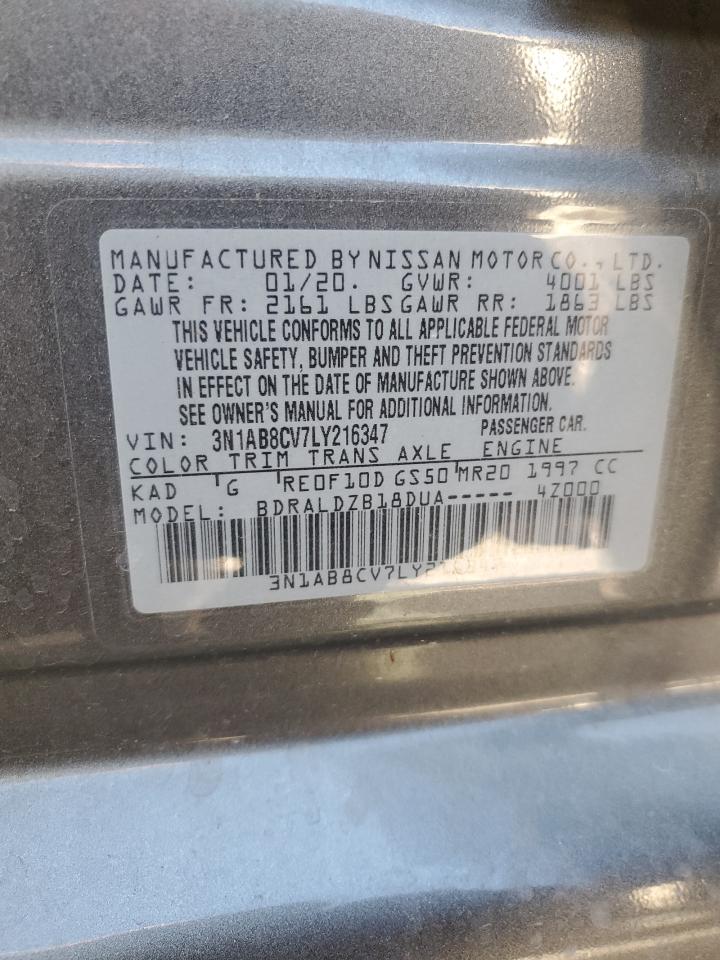 MANUFACTURED BY NISSAN MOTOR CO., LTD.
DATE: 01/20. GVWR: 4001 LBS
GAWR FR: 2161 LBS GAWR RR: 1863 LBS
THIS VEHICLE CONFORMS TO ALL APPLICABLE FEDERAL MOTOR
VEHICLE SAFETY, BUMPER AND THEFT PREVENTION STANDARDS
IN EFFECT ON THE DATE OF MANUFACTURE SHOWN ABOVE.
SEE OWNER'S MANUAL FOR ADDITIONAL INFORMATION.
VIN: 3N1AB8CV7LY216347 PASSENGER CAR.
COLOR TRIM TRANS AXLE ENGINE
KAD G RE0F10D GS50 MR20 1997 CC
MODEL: BDRALDZB18DUA----- 4Z000
3N1AB8CV7LY216347